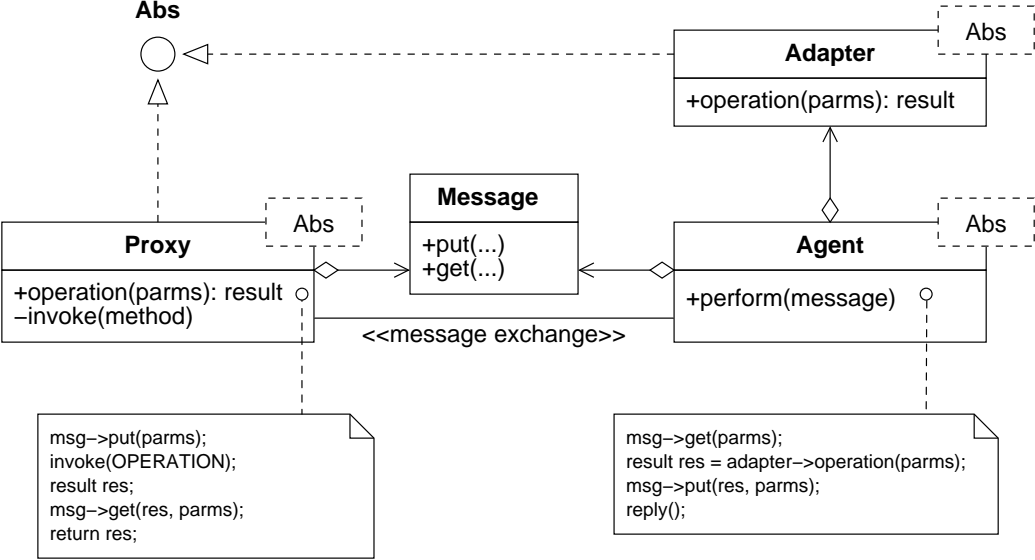 Abs
Abs
Adapter
+operation(parms): result
Message
+put(...)
+get(...)
Abs
Proxy
+operation(parms): result
−invoke(method)
Abs
Agent
+perform(message)
<<message exchange>>
msg−>put(parms);
invoke(OPERATION);
result res;
msg−>get(res, parms);
return res;
msg−>get(parms);
result res = adapter−>operation(parms);
msg−>put(res, parms);
reply();